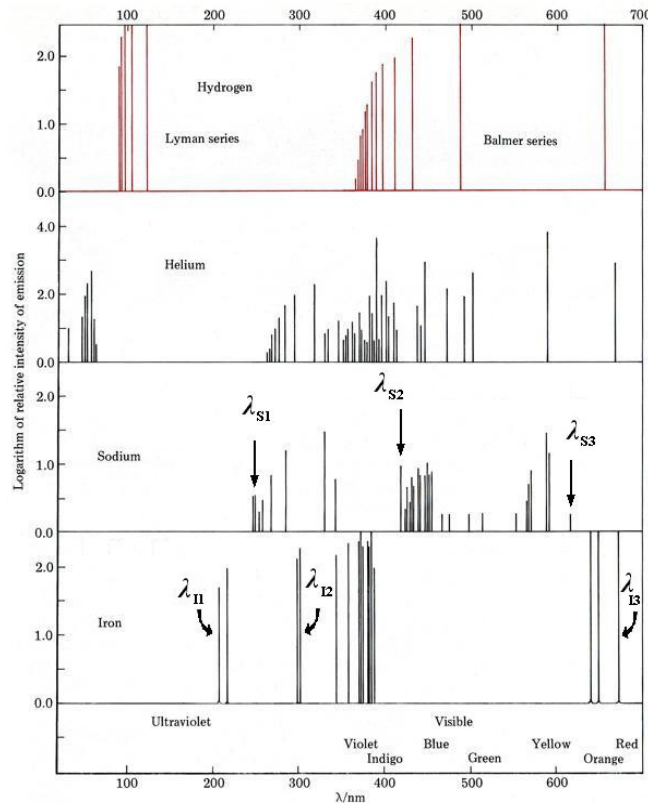 100 200 300 400 500 600 700
2.0
Hydrogen
1.0
Lyman series
Balmer series
0.0
4.0
Helium
2.0
0.0
Logarithm of relative intensity of emission
2.0
λS1
λS2
λS3
Sodium
1.0
0.0
2.0
λI1
λI2
λI3
Iron
1.0
0.0
Ultraviolet
Visible
Violet
Indigo
Blue
Green
Yellow
Orange
Red
100 200 300 400 500 600
λ/nm